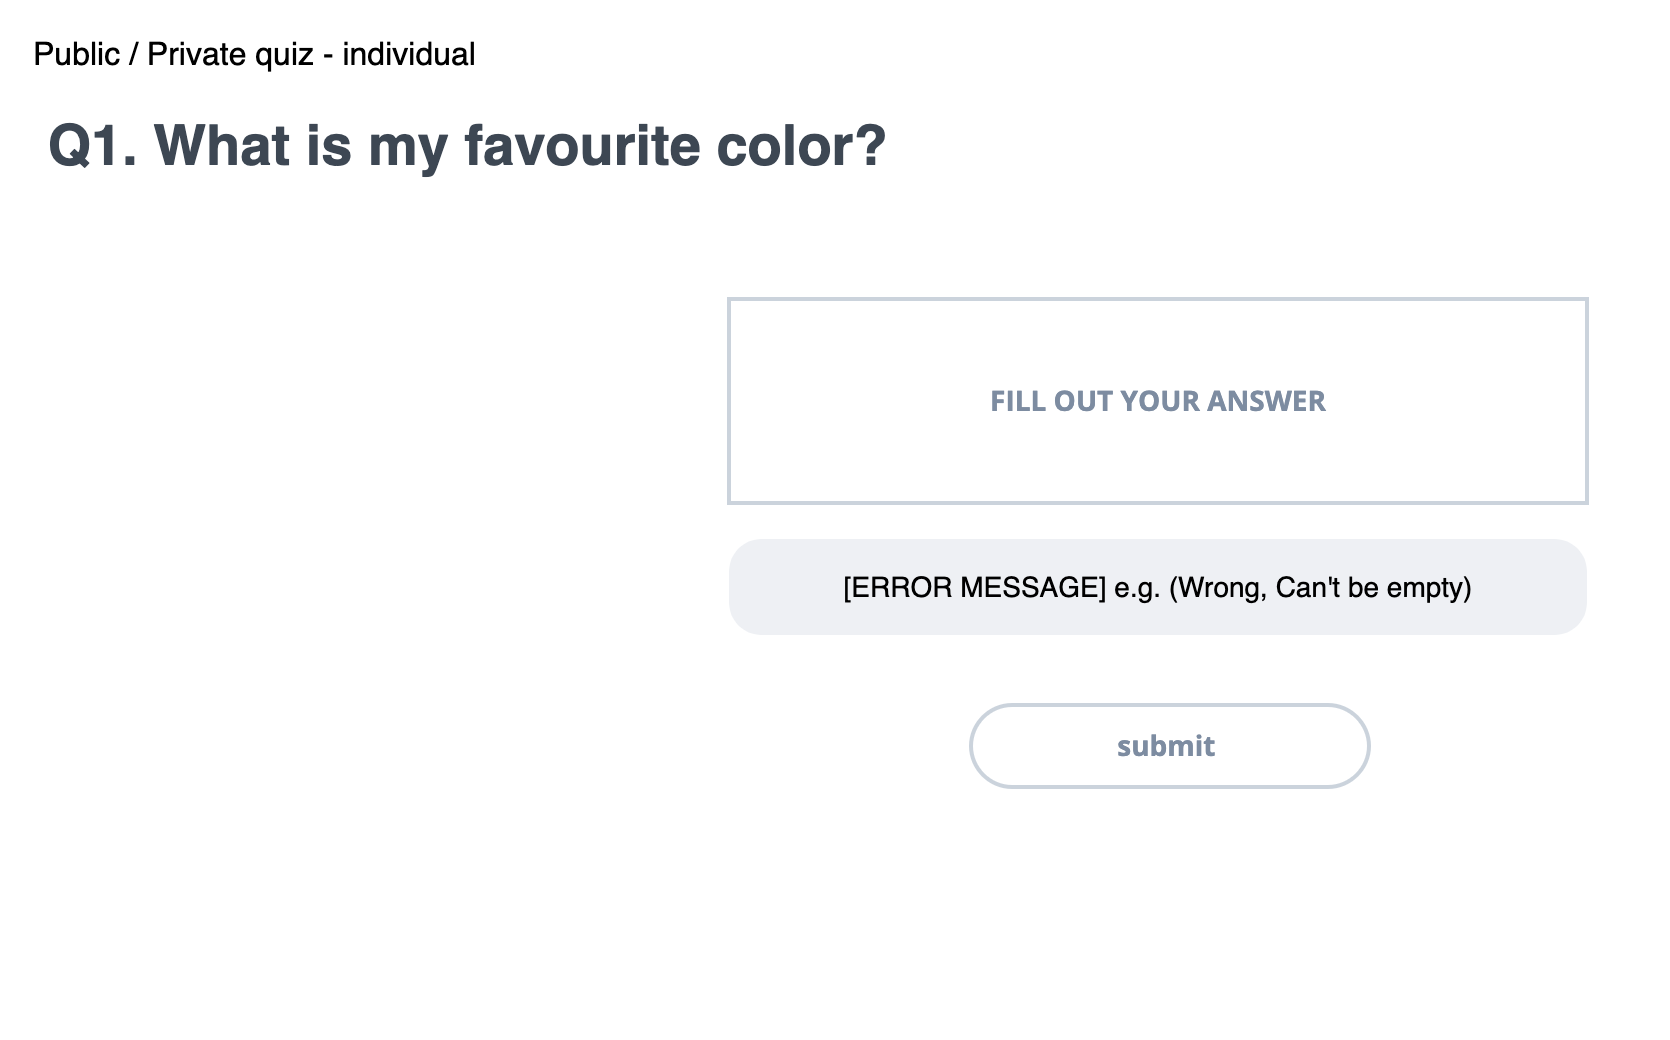 Public / Private quiz - individual
Q1. What is my favourite color?
FILL OUT YOUR ANSWER
[ERROR MESSAGE] e.g. (Wrong, Can't be empty)
submit